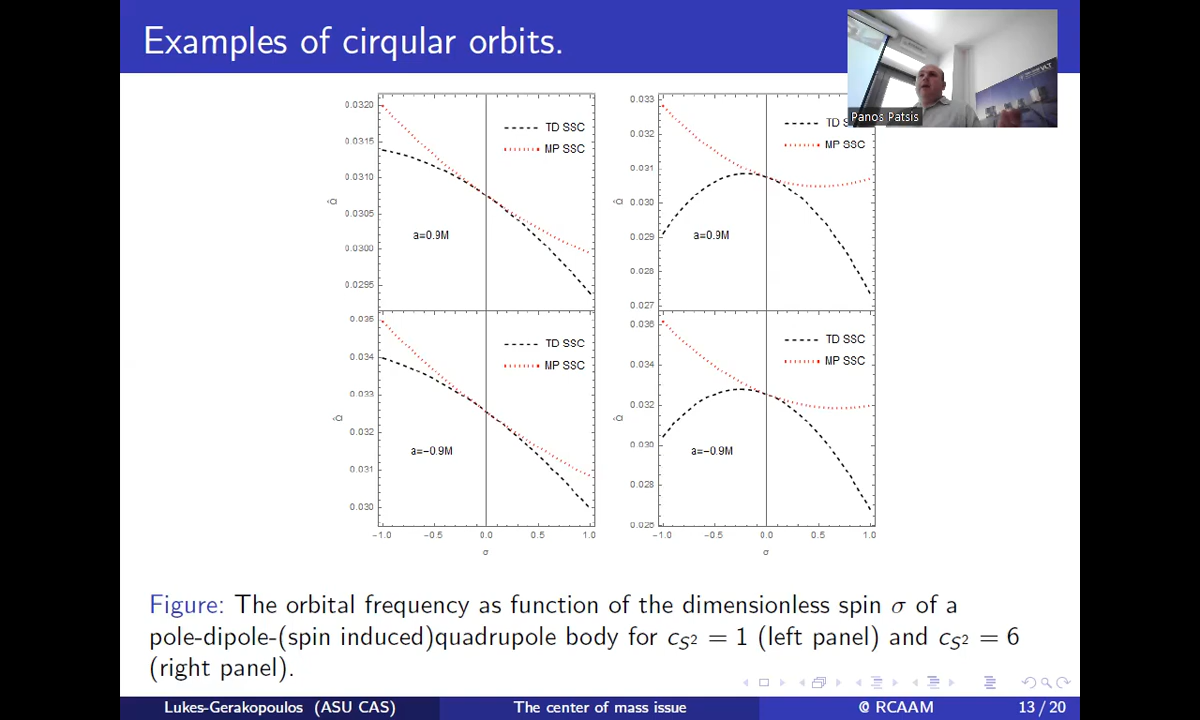 Examples of cirqular orbits.
Panos Patsis
0.0320
0.0315
0.0310
0.0305
0.0300
0.0295
Ω̂
TD SSC
MP SSC
a=0.9M
0.033
0.032
0.031
0.030
0.029
0.028
0.027
Ω̂
TD S
MP SSC
a=0.9M
0.035
0.034
0.033
0.032
0.031
0.030
Ω̂
TD SSC
MP SSC
a=−0.9M
−1.0 −0.5 0.0 0.5 1.0
σ
0.036
0.034
0.032
0.030
0.028
0.026
Ω̂
TD SSC
MP SSC
a=−0.9M
−1.0 −0.5 0.0 0.5 1.0
σ
Figure: The orbital frequency as function of the dimensionless spin σ of a
pole-dipole-(spin induced)quadrupole body for cS2 = 1 (left panel) and cS2 = 6
(right panel).
Lukes-Gerakopoulos (ASU CAS) The center of mass issue @ RCAAM 13 / 20